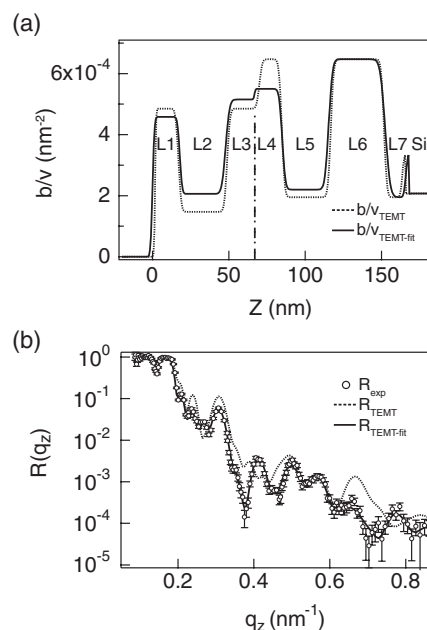 (a)
6x10⁻⁴
4
2
0
b/v (nm⁻²)
L1 L2 L3 L4 L5 L6 L7 Si
b/v_TEMT
b/v_TEMT-fit
0 50 100 150
Z (nm)
(b)
10⁰
10⁻¹
10⁻²
10⁻³
10⁻⁴
10⁻⁵
R(q_z)
R_exp
R_TEMT
R_TEMT-fit
0.2 0.4 0.6 0.8
q_z (nm⁻¹)